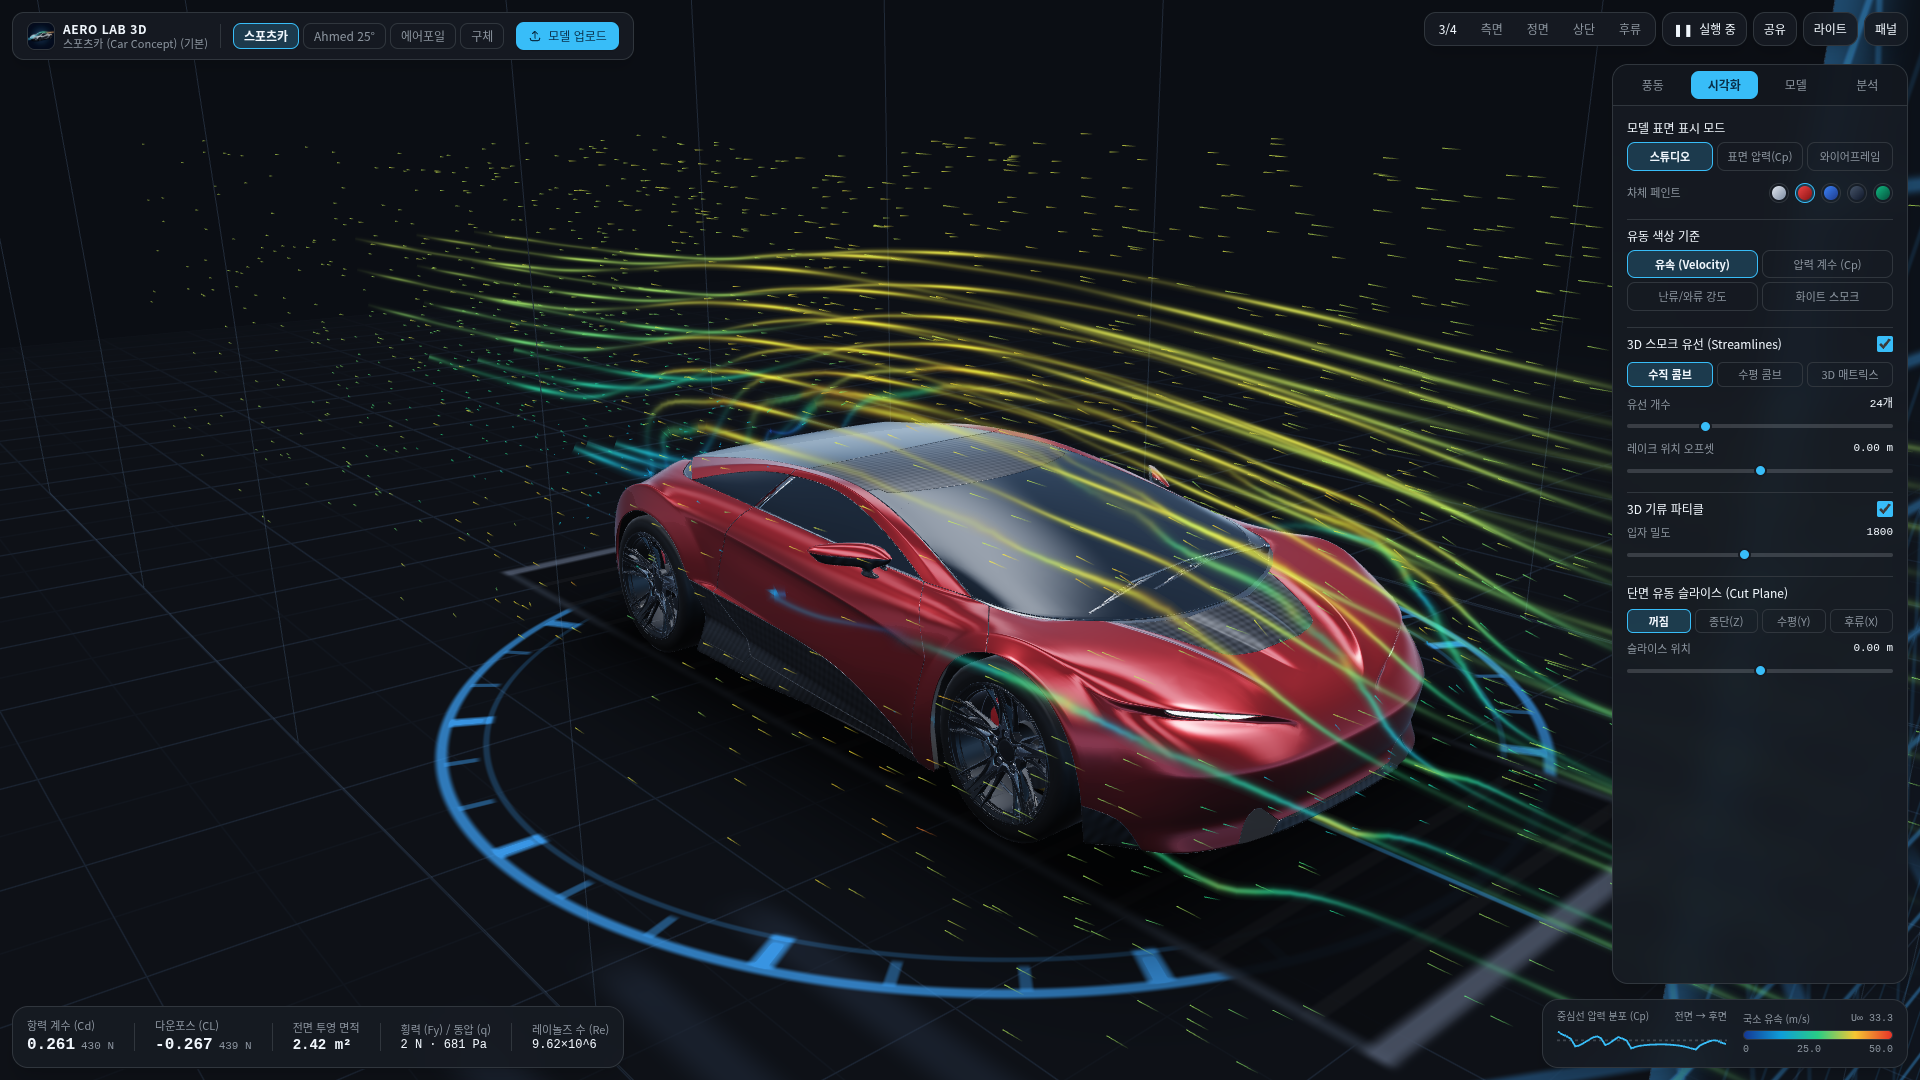 AERO LAB 3D
스포츠카 (Car Concept) (기본)
스포츠카
Ahmed 25°
에어포일
구체
모델 업로드
3/4
측면
정면
상단
후류
실행 중
공유
라이트
패널
풍동
시각화
모델
분석
모델 표면 표시 모드
스튜디오
표면 압력(Cp)
와이어프레임
차체 페인트
유동 색상 기준
유속 (Velocity)
압력 계수 (Cp)
난류/와류 강도
화이트 스모크
3D 스모크 유선 (Streamlines)
수직 콤브
수평 콤브
3D 매트릭스
유선 개수
24개
레이크 위치 오프셋
0.00 m
3D 기류 파티클
입자 밀도
1800
단면 유동 슬라이스 (Cut Plane)
꺼짐
종단(Z)
수평(Y)
후류(X)
슬라이스 위치
0.00 m
항력 계수 (Cd)
0.261 430 N
다운포스 (CL)
-0.267 439 N
전면 투영 면적
2.42 m²
횡력 (Fy) / 동압 (q)
2 N · 681 Pa
레이놀즈 수 (Re)
9.62×10^6
중심선 압력 분포 (Cp)
전면 → 후면
국소 유속 (m/s)
U∞ 33.3
0
25.0
50.0